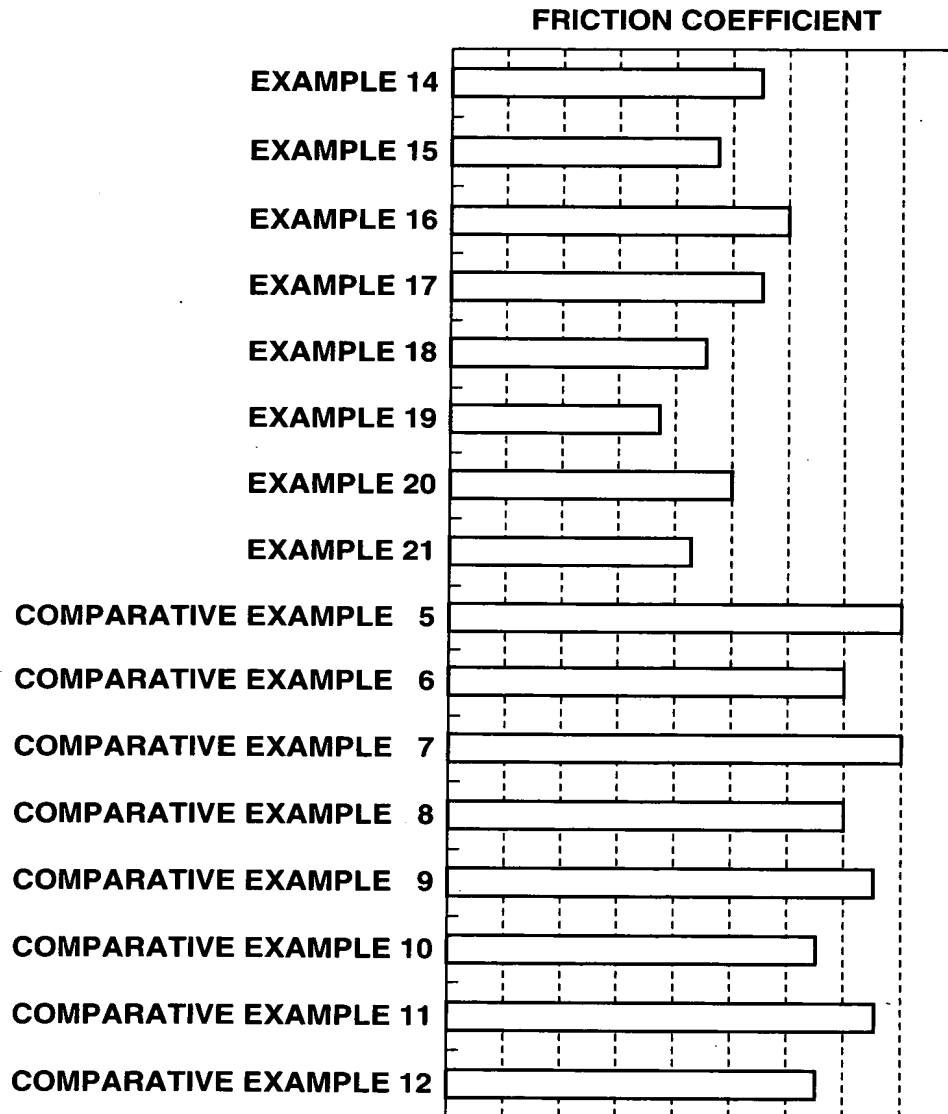 FRICTION COEFFICIENT
EXAMPLE 14
EXAMPLE 15
EXAMPLE 16
EXAMPLE 17
EXAMPLE 18
EXAMPLE 19
EXAMPLE 20
EXAMPLE 21
COMPARATIVE EXAMPLE 5
COMPARATIVE EXAMPLE 6
COMPARATIVE EXAMPLE 7
COMPARATIVE EXAMPLE 8
COMPARATIVE EXAMPLE 9
COMPARATIVE EXAMPLE 10
COMPARATIVE EXAMPLE 11
COMPARATIVE EXAMPLE 12